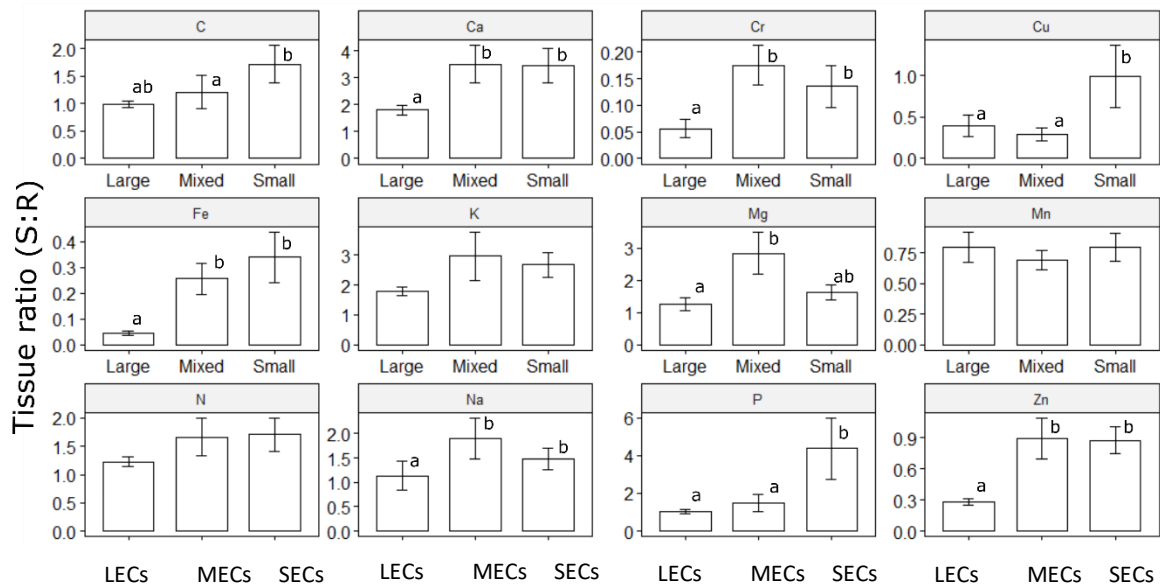 Tissue ratio (S:R)
C Ca Cr Cu
2.0 1.5 1.0 0.5 0.0 ab a b
4 3 2 1 0 a b b
0.20 0.15 0.10 0.05 0.00 a b b
1.0 0.5 0.0 a a b
Large Mixed Small Large Mixed Small Large Mixed Small Large Mixed Small
Fe K Mg Mn
0.4 0.3 0.2 0.1 0.0 a b b
3 2 1 0
3 2 1 0 a b ab
0.75 0.50 0.25 0.00
Large Mixed Small Large Mixed Small Large Mixed Small Large Mixed Small
N Na P Zn
2.0 1.5 1.0 0.5 0.0
2.0 1.5 1.0 0.5 0.0 a b b
6 4 2 0 a a b
0.9 0.6 0.3 0.0 a b b
LECs MECs SECs LECs MECs SECs LECs MECs SECs LECs MECs SECs